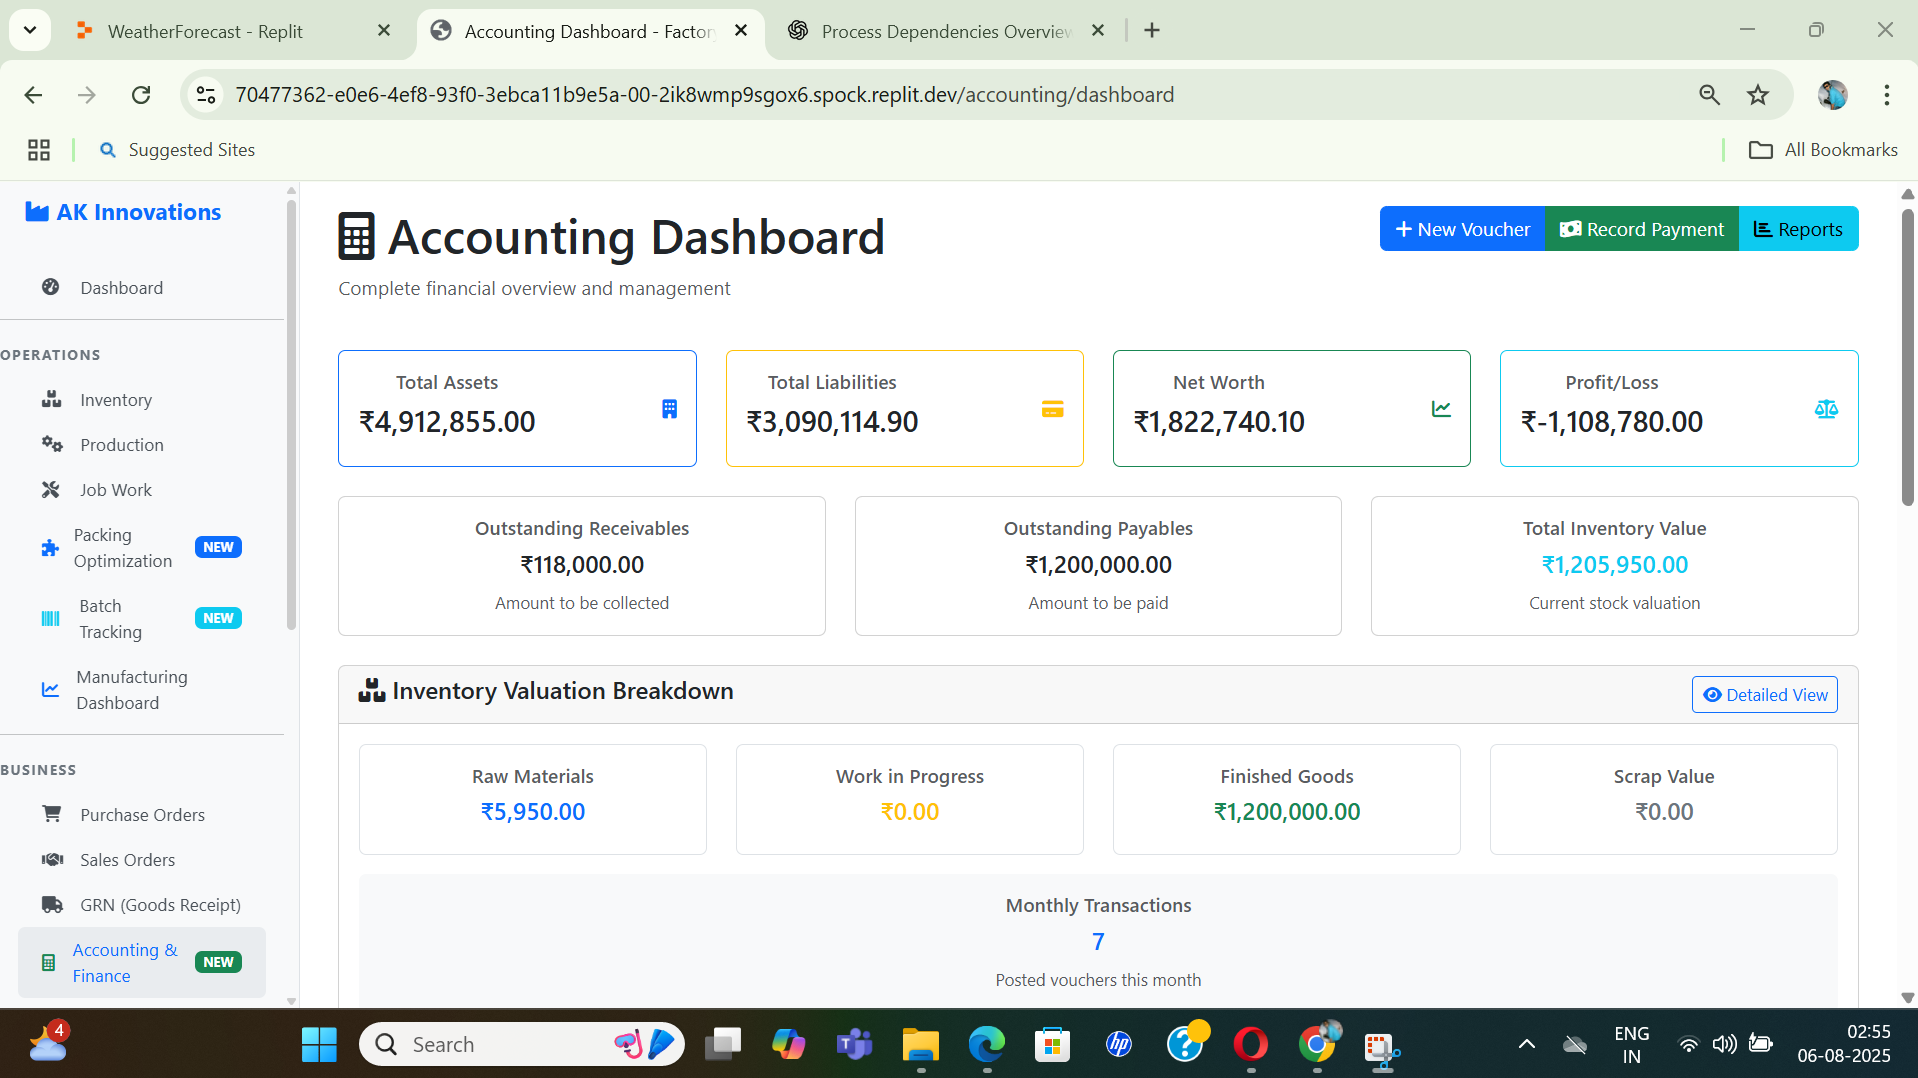 WeatherForecast - Replit
Accounting Dashboard - Factor
Process Dependencies Overview
70477362-e0e6-4ef8-93f0-3ebca11b9e5a-00-2ik8wmp9sgox6.spock.replit.dev/accounting/dashboard
Suggested Sites
All Bookmarks
AK Innovations
Dashboard
OPERATIONS
Inventory
Production
Job Work
Packing
Optimization
NEW
Batch
Tracking
NEW
Manufacturing
Dashboard
BUSINESS
Purchase Orders
Sales Orders
GRN (Goods Receipt)
Accounting &
Finance
NEW
Accounting Dashboard
Complete financial overview and management
New Voucher
Record Payment
Reports
Total Assets
₹4,912,855.00
Total Liabilities
₹3,090,114.90
Net Worth
₹1,822,740.10
Profit/Loss
₹-1,108,780.00
Outstanding Receivables
₹118,000.00
Amount to be collected
Outstanding Payables
₹1,200,000.00
Amount to be paid
Total Inventory Value
₹1,205,950.00
Current stock valuation
Inventory Valuation Breakdown
Detailed View
Raw Materials
₹5,950.00
Work in Progress
₹0.00
Finished Goods
₹1,200,000.00
Scrap Value
₹0.00
Monthly Transactions
7
Posted vouchers this month
4
Search
ENG
IN
02:55
06-08-2025